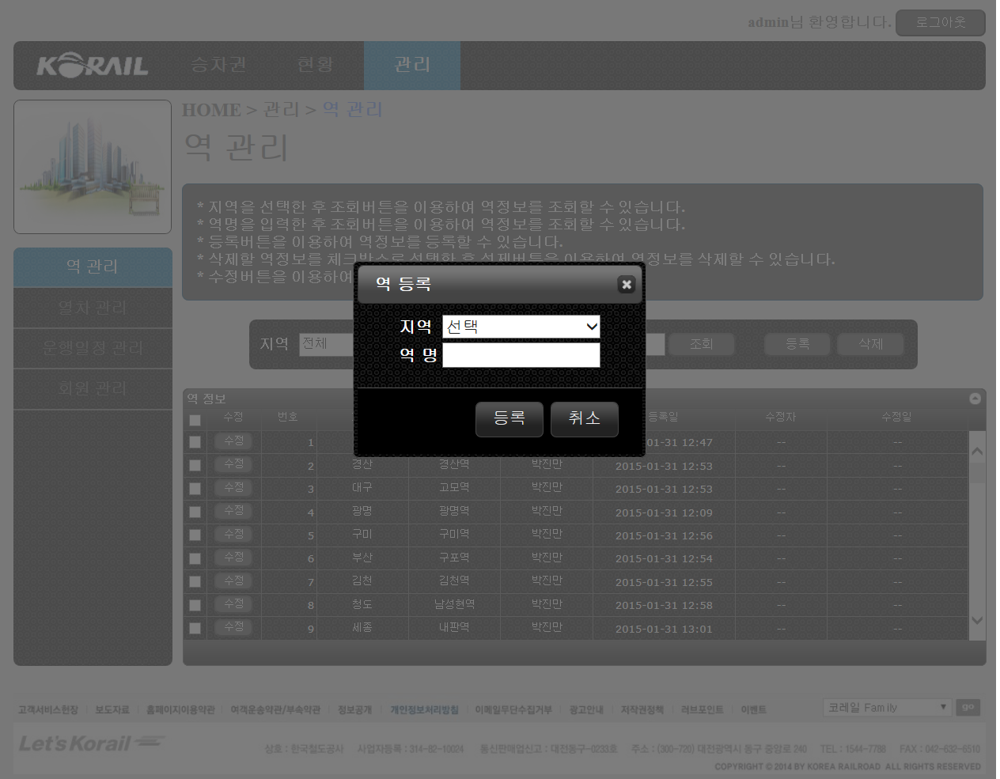 admin님 환영합니다.
로그아웃
KORAIL 승차권 현황 관리
HOME > 관리 > 역 관리
역 관리
* 지역을 선택한 후 조회버튼을 이용하여 역정보를 조회할 수 있습니다.
* 역명을 입력한 후 조회버튼을 이용하여 역정보를 조회할 수 있습니다.
* 등록버튼을 이용하여 역정보를 등록할 수 있습니다.
* 삭제할 역정보를 체크박스로 선택한 후 삭제버튼을 이용하여 역정보를 삭제할 수 있습니다.
* 수정버튼을 이용하여
역 관리
열차 관리
운행일정 관리
회원 관리
지역 전체 조회 등록 삭제
역 등록
지역 선택
역 명
등록 취소
역 정보
수정 번호 등록일 수정자 수정일
수정 1 01-31 12:47 -- --
수정 2 경산 경산역 박진만 2015-01-31 12:53 -- --
수정 3 대구 고모역 박진만 2015-01-31 12:53 -- --
수정 4 광명 광명역 박진만 2015-01-31 12:09 -- --
수정 5 구미 구미역 박진만 2015-01-31 12:56 -- --
수정 6 부산 구포역 박진만 2015-01-31 12:54 -- --
수정 7 김천 김천역 박진만 2015-01-31 12:55 -- --
수정 8 청도 남성현역 박진만 2015-01-31 12:58 -- --
수정 9 세종 내판역 박진만 2015-01-31 13:01 -- --
고객서비스헌장 보도자료 홈페이지이용약관 여객운송약관/부속약관 정보공개 개인정보처리방침 이메일무단수집거부 광고안내 저작권정책 러브포인트 이벤트
코레일 Family go
Let's Korail
상호 : 한국철도공사 사업자등록 : 314-82-10024 통신판매업신고 : 대전동구-0233호 주소 : (300-720) 대전광역시 동구 중앙로 240 TEL : 1544-7788 FAX : 042-632-6510
COPYRIGHT © 2014 BY KOREA RAILROAD ALL RIGHTS RESERVED